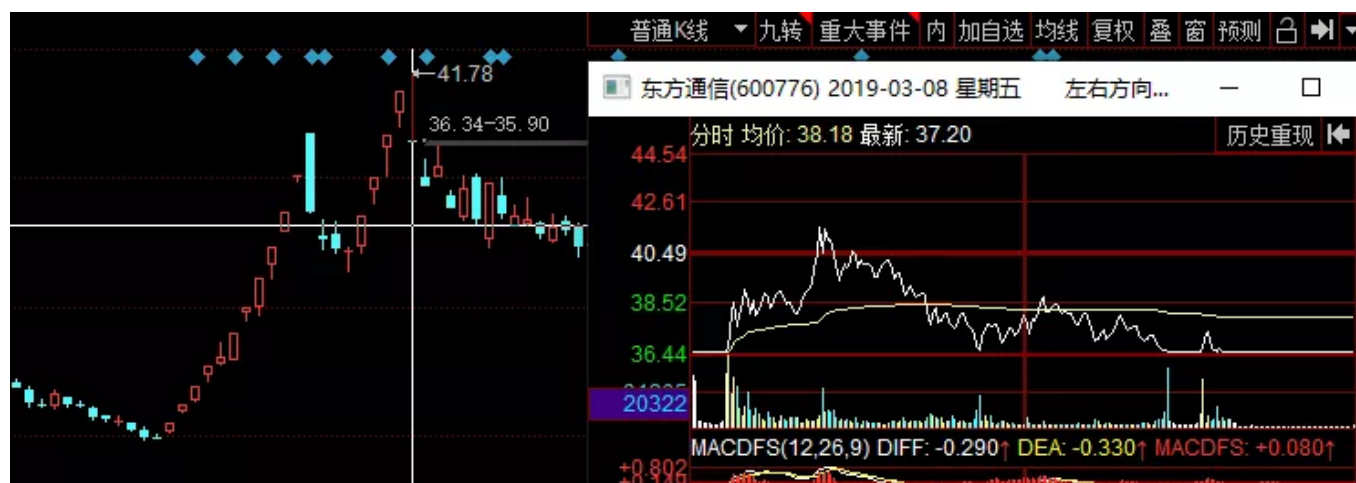 普通K线 九转 重大事件 内 加自选 均线 复权 叠 窗 预测
41.78
东方通信(600776) 2019-03-08 星期五 左右方向...
36.34-35.90
分时 均价: 38.18 最新: 37.20 历史重现
44.54
42.61
40.49
38.52
36.44
20322
MACDFS(12,26,9) DIFF: -0.290↑ DEA: -0.330↑ MACDFS: +0.080↑
+0.802